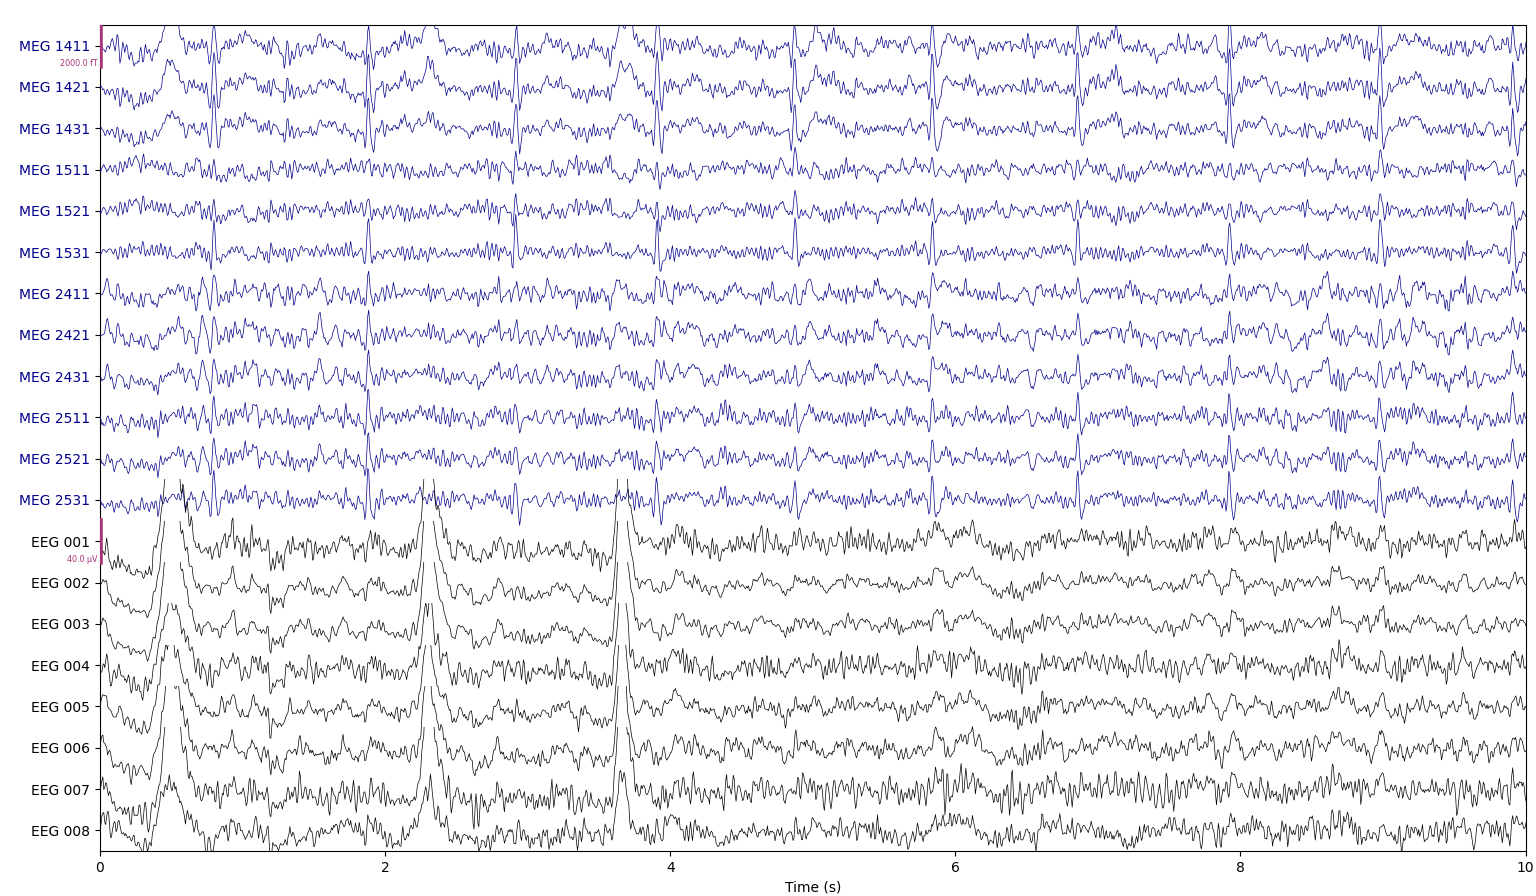 MEG 1411
2000.0 fT
MEG 1421
MEG 1431
MEG 1511
MEG 1521
MEG 1531
MEG 2411
MEG 2421
MEG 2431
MEG 2511
MEG 2521
MEG 2531
EEG 001
40.0 µV
EEG 002
EEG 003
EEG 004
EEG 005
EEG 006
EEG 007
EEG 008
0 2 4 6 8 10
Time (s)